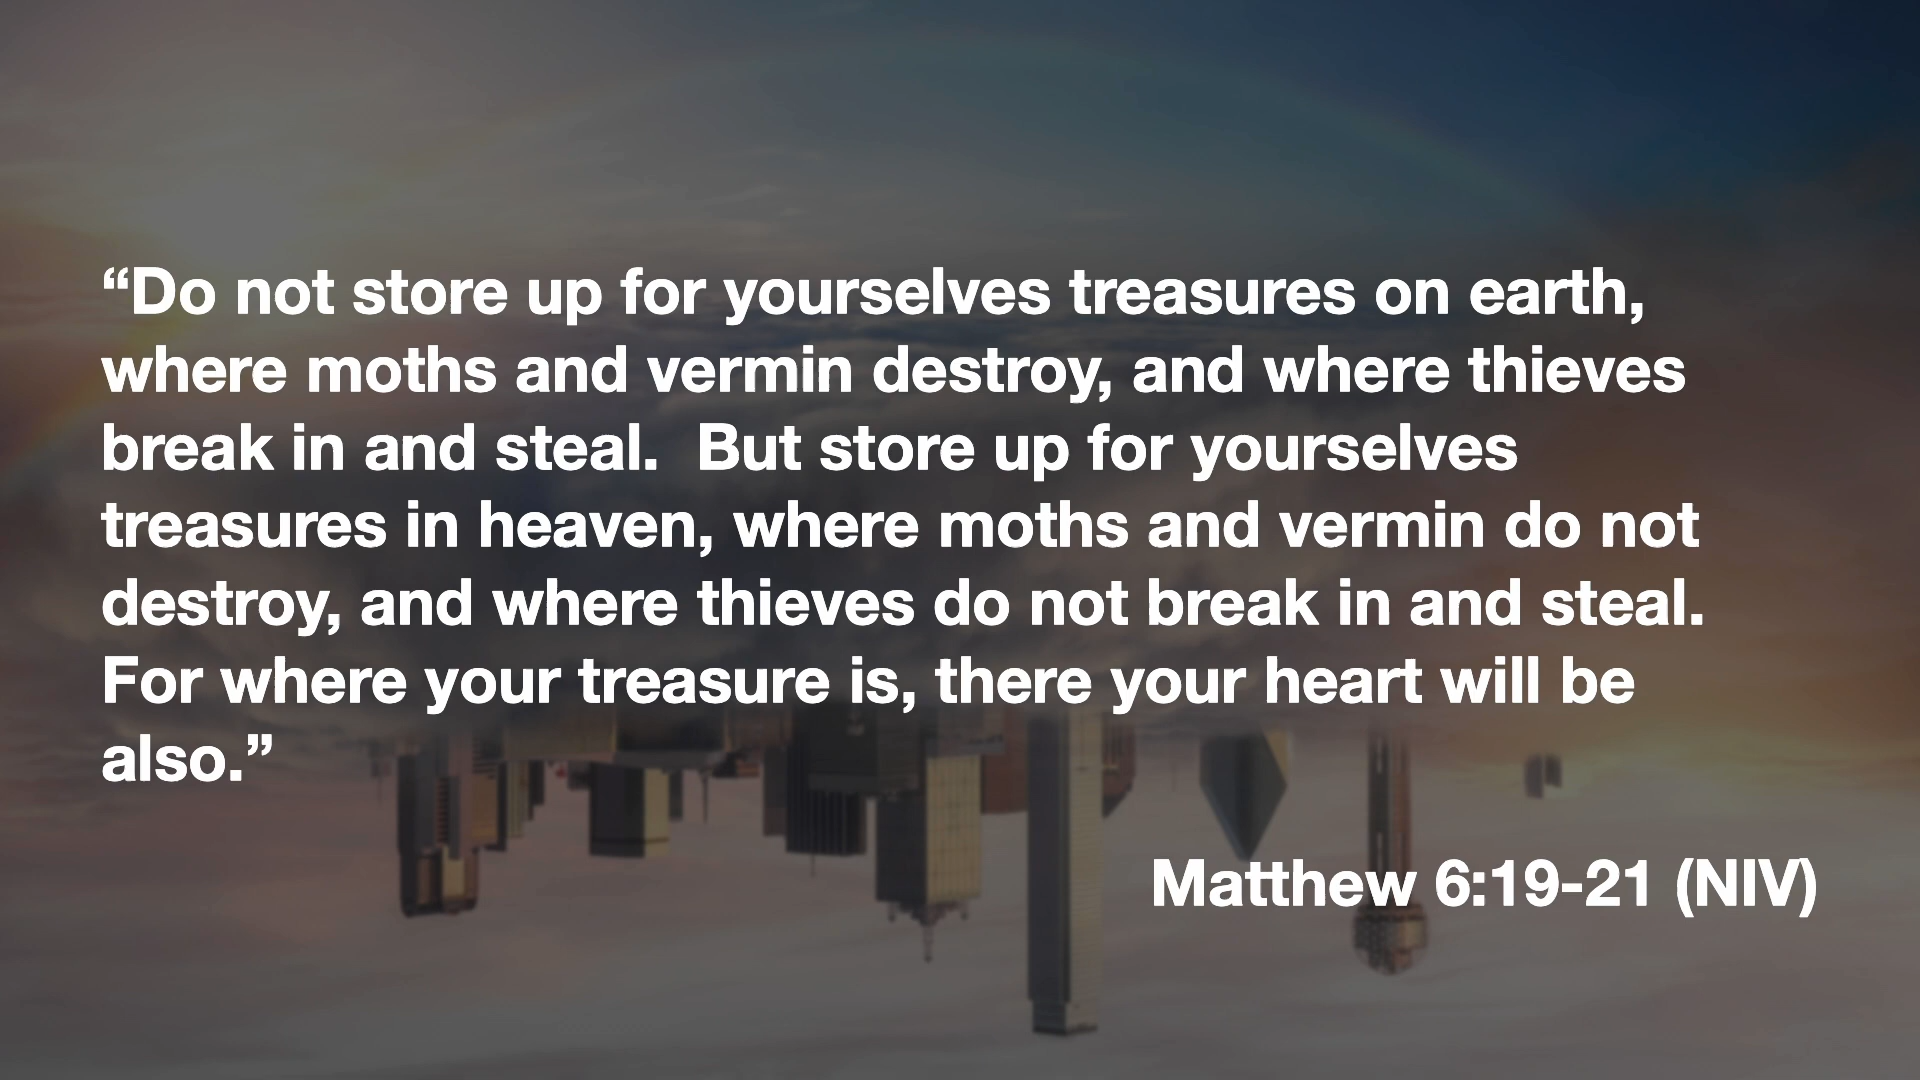 “Do not store up for yourselves treasures on earth,
where moths and vermin destroy, and where thieves
break in and steal.  But store up for yourselves
treasures in heaven, where moths and vermin do not
destroy, and where thieves do not break in and steal.
For where your treasure is, there your heart will be
also.”
Matthew 6:19-21 (NIV)